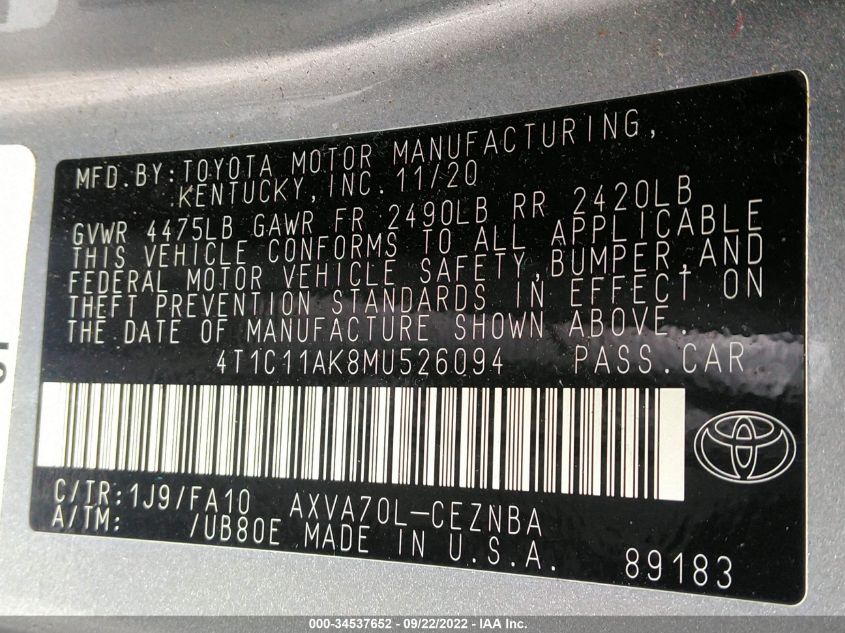 MFD.BY: TOYOTA MOTOR MANUFACTURING,
KENTUCKY, INC. 11/20
GVWR 4475LB GAWR FR 2490LB RR 2420LB
THIS VEHICLE CONFORMS TO ALL APPLICABLE
FEDERAL MOTOR VEHICLE SAFETY, BUMPER, AND
THEFT PREVENTION STANDARDS IN EFFECT ON
THE DATE OF MANUFACTURE SHOWN ABOVE.
4T1C11AK8MU526094 PASS.CAR
C/TR: 1J9/FA10 AXVA70L-CEZNBA
A/TM: /UB80E MADE IN U.S.A.
89183
000-34537652 - 09/22/2022 - IAA Inc.